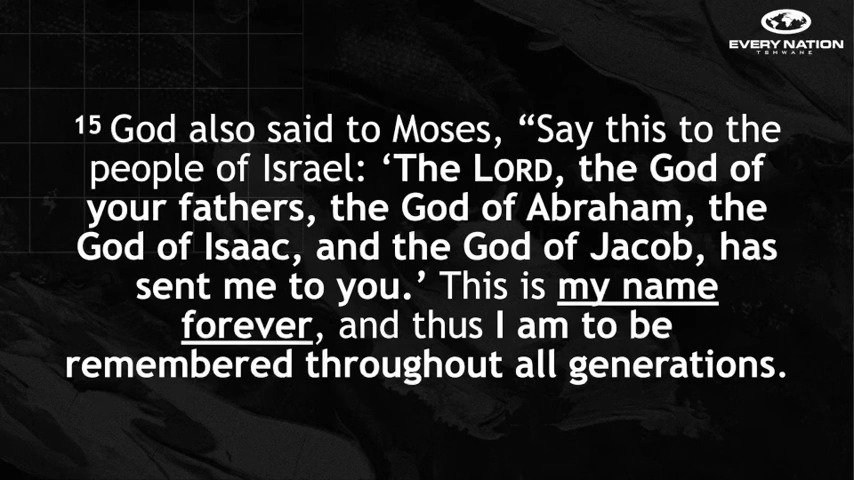 EVERY NATION
TSHWANE
15 God also said to Moses, “Say this to the
people of Israel: ‘The LORD, the God of
your fathers, the God of Abraham, the
God of Isaac, and the God of Jacob, has
sent me to you.’ This is my name
forever, and thus I am to be
remembered throughout all generations.